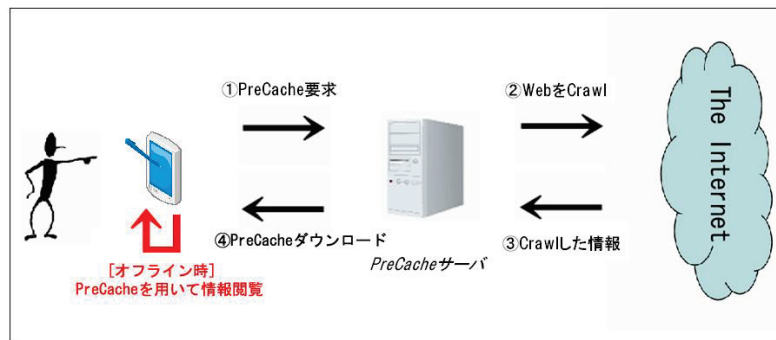 ①PreCache要求
②WebをCrawl
The Internet
④PreCacheダウンロード
③Crawlした情報
PreCacheサーバ
[オフライン時]
PreCacheを用いて情報閲覧